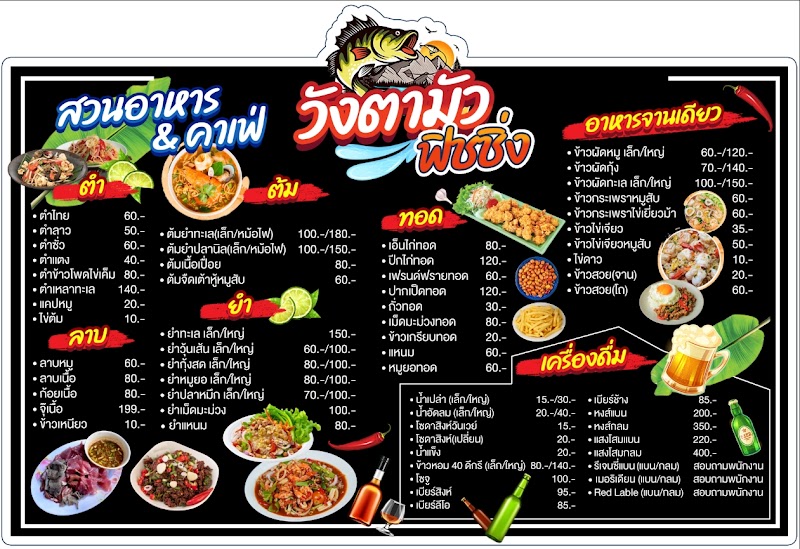 สวนอาหาร
& คาเฟ่
วังตามัว
ฟิชชิ่ง
ตำ
• ตำไทย 60.-
• ตำลาว 50.-
• ตำซั่ว 60.-
• ตำแตง 40.-
• ตำข้าวโพดไข่เค็ม 80.-
• ตำเหลาทะเล 140.-
• แคปหมู 20.-
• ไข่ต้ม 10.-
ลาบ
• ลาบหมู 60.-
• ลาบเนื้อ 80.-
• ก้อยเนื้อ 80.-
• จุ๊เนื้อ 199.-
• ข้าวเหนียว 10.-
ต้ม
• ต้มยำทะเล(เล็ก/หม้อไฟ) 100.-/180.-
• ต้มยำปลานิล(เล็ก/หม้อไฟ) 100.-/150.-
• ต้มเนื้อเปื่อย 80.-
• ต้มจืดเต้าหู้หมูสับ 60.-
ยำ
• ยำทะเล เล็ก/ใหญ่ 150.-
• ยำวุ้นเส้น เล็ก/ใหญ่ 60.-/100.-
• ยำกุ้งสด เล็ก/ใหญ่ 80.-/100.-
• ยำหมูยอ เล็ก/ใหญ่ 80.-/100.-
• ยำปลาหมึก เล็ก/ใหญ่ 70.-/100.-
• ยำเม็ดมะม่วง 100.-
• ยำแหนม 80.-
ทอด
• เอ็นไก่ทอด 80.-
• ปีกไก่ทอด 120.-
• เฟรนด์ฟรายทอด 60.-
• ปากเป็ดทอด 120.-
• ถั่วทอด 30.-
• เม็ดมะม่วงทอด 80.-
• ข้าวเกรียบทอด 20.-
• แหนม 60.-
• หมูยอทอด 60.-
อาหารจานเดียว
• ข้าวผัดหมู เล็ก/ใหญ่ 60.-/120.-
• ข้าวผัดกุ้ง 70.-/140.-
• ข้าวผัดทะเล เล็ก/ใหญ่ 100.-/150.-
• ข้าวกระเพราหมูสับ 60.-
• ข้าวกระเพราไข่เยี่ยวม้า 60.-
• ข้าวไข่เจียว 35.-
• ข้าวไข่เจียวหมูสับ 50.-
• ไข่ดาว 10.-
• ข้าวสวย(จาน) 20.-
• ข้าวสวย(โถ) 60.-
เครื่องดื่ม
• น้ำเปล่า (เล็ก/ใหญ่) 15.-/30.-
• น้ำอัดลม (เล็ก/ใหญ่) 20.-/40.-
• โซดาสิงห์วันเวย์ 15.-
• โซดาสิงห์(เปลี่ยน) 20.-
• น้ำแข็ง 20.-
• ข้าวหอม 40 ดีกรี (เล็ก/ใหญ่) 80.-/140.-
• โซจู 100.-
• เบียร์สิงห์ 95.-
• เบียร์ลีโอ 85.-
• เบียร์ช้าง 85.-
• หงส์แบน 200.-
• หงส์กลม 350.-
• แสงโสมแบน 220.-
• แสงโสมกลม 400.-
• รีเจนซี่แบน (แบน/กลม) สอบถามพนักงาน
• เมอริเดียน (แบน/กลม) สอบถามพนักงาน
• Red Lable (แบน/กลม) สอบถามพนักงาน